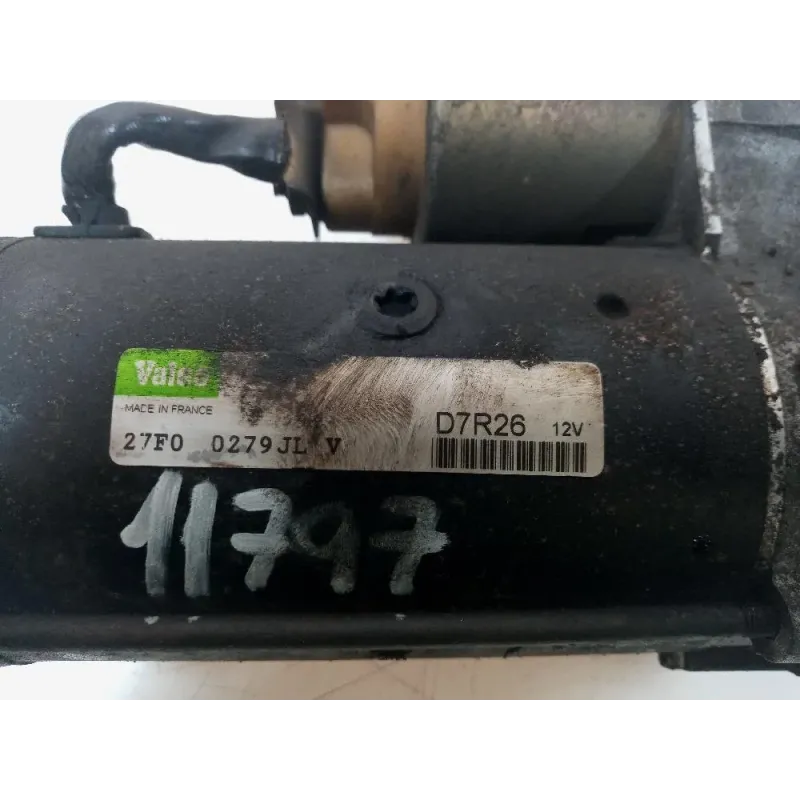 Valeo
MADE IN FRANCE
D7R26 12V
27F0 0279JL V
11797